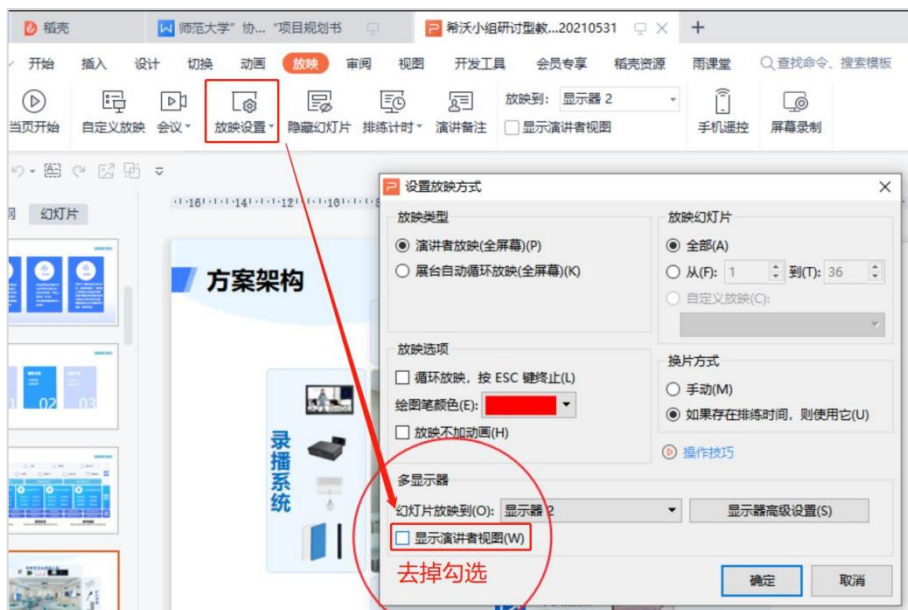 稻壳
师范大学”协... “项目规划书
希沃小组研讨型教...20210531
开始 插入 设计 切换 动画 放映 审阅 视图 开发工具 会员专享 稻壳资源 雨课堂 查找命令、搜索模板
当页开始 自定义放映 会议 放映设置 隐藏幻灯片 排练计时 演讲备注
放映到: 显示器 2
显示演讲者视图
手机遥控 屏幕录制
幻灯片
方案架构
录播系统
02 03
设置放映方式
放映类型
演讲者放映(全屏幕)(P)
展台自动循环放映(全屏幕)(K)
放映幻灯片
全部(A)
从(F): 1 到(T): 36
自定义放映(C):
放映选项
循环放映，按 ESC 键终止(L)
绘图笔颜色(E):
放映不加动画(H)
换片方式
手动(M)
如果存在排练时间，则使用它(U)
操作技巧
多显示器
幻灯片放映到(O): 显示器 2 显示器高级设置(S)
显示演讲者视图(W)
去掉勾选
确定 取消